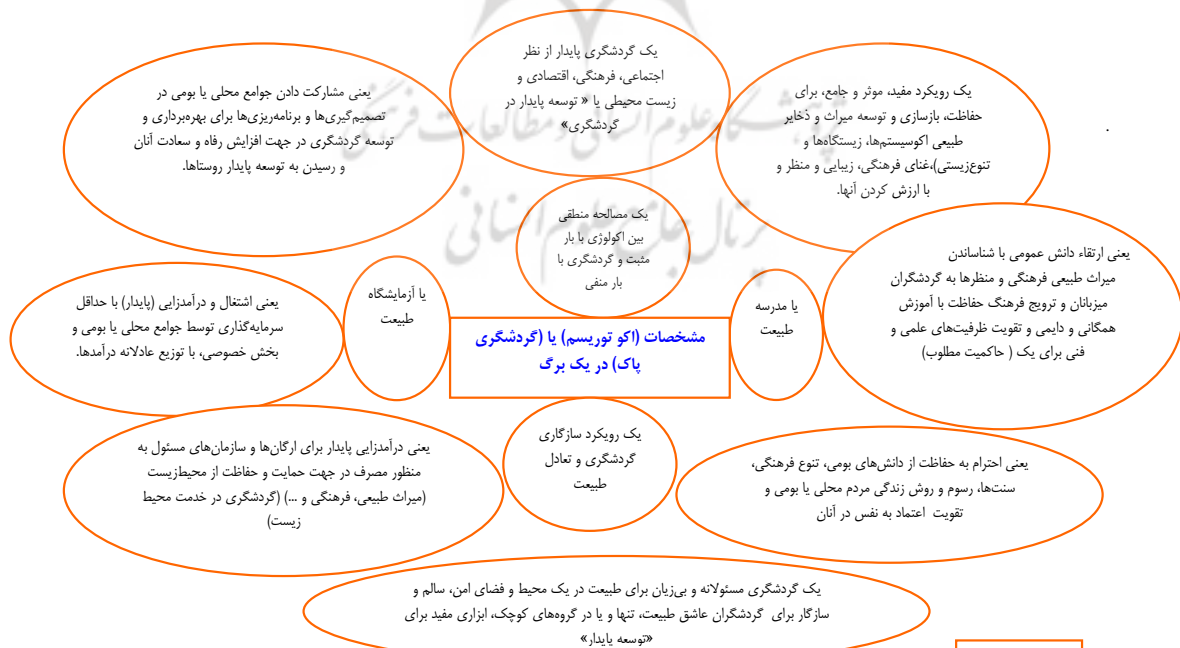 یک گردشگری پایدار از نظر
اجتماعی، فرهنگی، اقتصادی و
زیست محیطی یا « توسعه پایدار در
گردشگری»
یک رویکرد مفید، موثر و جامع، برای
حفاظت، بازسازی و توسعه میراث و ذخایر
طبیعی اکوسیستم‌ها، زیستگاه‌ها و
تنوع‌زیستی)،غنای فرهنگی، زیبایی و منظر و
با ارزش کردن آنها.
.
یعنی مشارکت دادن جوامع محلی یا بومی در
تصمیم‌گیری‌ها و برنامه‌ریزی‌ها برای بهره‌برداری و
توسعه گردشگری در جهت افزایش رفاه و سعادت آنان
و رسیدن به توسعه پایدار روستاها.
یک مصالحه منطقی
بین اکولوژی با بار
مثبت و گردشگری با
بار منفی
یعنی ارتقاء دانش عمومی با شناساندن
میراث طبیعی فرهنگی و منظرها به گردشگران
میزبانان و ترویج فرهنگ حفاظت با آموزش
همگانی و دایمی و تقویت ظرفیت‌های علمی و
فنی برای یک ( حاکمیت مطلوب)
یا مدرسه
طبیعت
یا آزمایشگاه
طبیعت
یعنی اشتغال و درآمدزایی (پایدار) با حداقل
سرمایه‌گذاری توسط جوامع محلی یا بومی و
بخش خصوصی، با توزیع عادلانه درآمدها.
مشخصات (اکو توریسم) یا (گردشگری
پاک) در یک برگ
یک رویکرد سازگاری
گردشگری و تعادل
طبیعت
یعنی احترام به حفاظت از دانش‌های بومی، تنوع فرهنگی،
سنت‌ها، رسوم و روش زندگی مردم محلی یا بومی و
تقویت اعتماد به نفس در آنان
یعنی درآمدزایی پایدار برای ارگان‌ها و سازمان‌های مسئول به
منظور مصرف در جهت حمایت و حفاظت از محیط‌زیست
(میراث طبیعی، فرهنگی و ...) (گردشگری در خدمت محیط
زیست)
یک گردشگری مسئولانه و بی‌زیان برای طبیعت در یک محیط و فضای امن، سالم و
سازگار برای گردشگران عاشق طبیعت، تنها و یا در گروه‌های کوچک، ابزاری مفید برای
«توسعه پایدار»
پژوهشگاه علوم انسانی و مطالعات فرهنگی
پرتال جامع علوم انسانی